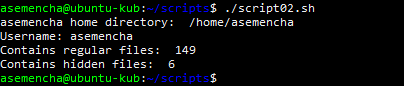 asemencha@ubuntu-kub:~/scripts$ ./script02.sh
asemencha home directory:  /home/asemencha
Username: asemencha
Contains regular files:  149
Contains hidden files:  6
asemencha@ubuntu-kub:~/scripts$